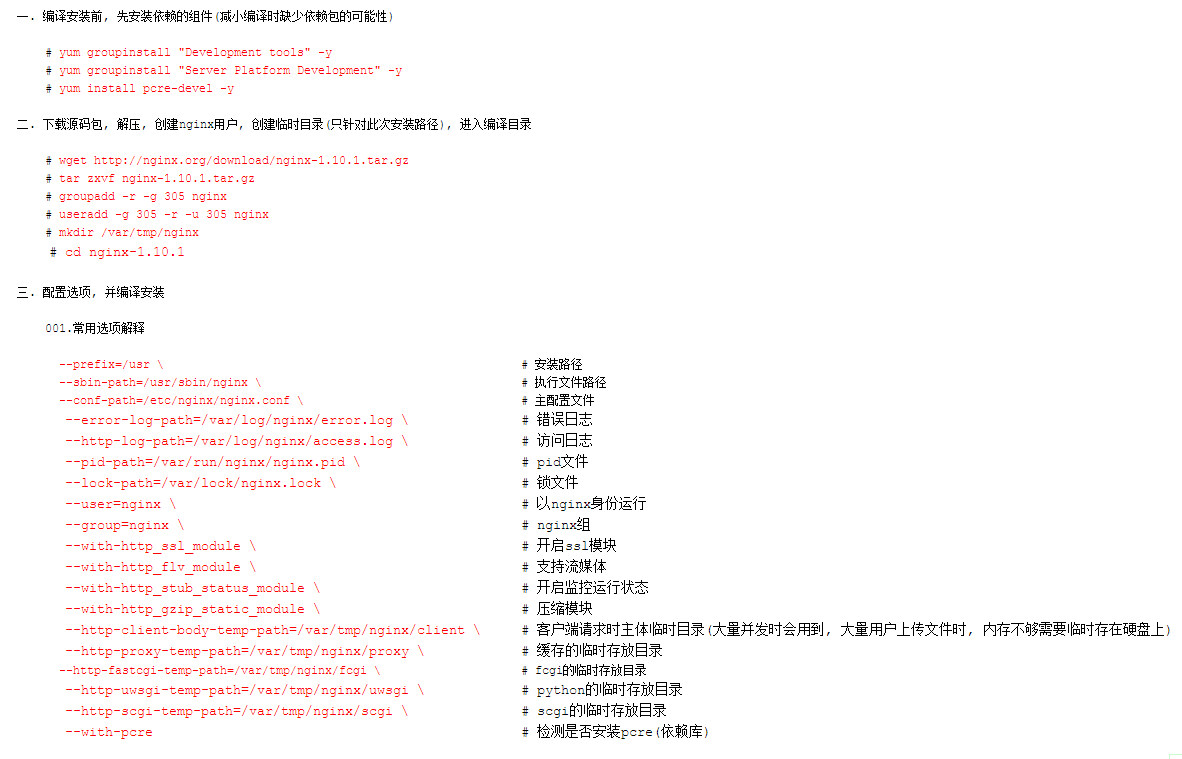 一. 编译安装前, 先安装依赖的组件(减小编译时缺少依赖包的可能性)
# yum groupinstall "Development tools" -y
# yum groupinstall "Server Platform Development" -y
# yum install pcre-devel -y
二. 下载源码包, 解压, 创建nginx用户, 创建临时目录(只针对此次安装路径), 进入编译目录
# wget http://nginx.org/download/nginx-1.10.1.tar.gz
# tar zxvf nginx-1.10.1.tar.gz
# groupadd -r -g 305 nginx
# useradd -g 305 -r -u 305 nginx
# mkdir /var/tmp/nginx
# cd nginx-1.10.1
三. 配置选项, 并编译安装
001.常用选项解释
--prefix=/usr \ # 安装路径
--sbin-path=/usr/sbin/nginx \ # 执行文件路径
--conf-path=/etc/nginx/nginx.conf \ # 主配置文件
--error-log-path=/var/log/nginx/error.log \ # 错误日志
--http-log-path=/var/log/nginx/access.log \ # 访问日志
--pid-path=/var/run/nginx/nginx.pid \ # pid文件
--lock-path=/var/lock/nginx.lock \ # 锁文件
--user=nginx \ # 以nginx身份运行
--group=nginx \ # nginx组
--with-http_ssl_module \ # 开启ssl模块
--with-http_flv_module \ # 支持流媒体
--with-http_stub_status_module \ # 开启监控运行状态
--with-http_gzip_static_module \ # 压缩模块
--http-client-body-temp-path=/var/tmp/nginx/client \ # 客户端请求时主体临时目录(大量并发时会用到, 大量用户上传文件时, 内存不够需要临时存在硬盘上)
--http-proxy-temp-path=/var/tmp/nginx/proxy \ # 缓存的临时存放目录
--http-fastcgi-temp-path=/var/tmp/nginx/fcgi \ # fcgi的临时存放目录
--http-uwsgi-temp-path=/var/tmp/nginx/uwsgi \ # python的临时存放目录
--http-scgi-temp-path=/var/tmp/nginx/scgi \ # scgi的临时存放目录
--with-pcre # 检测是否安装pcre(依赖库)